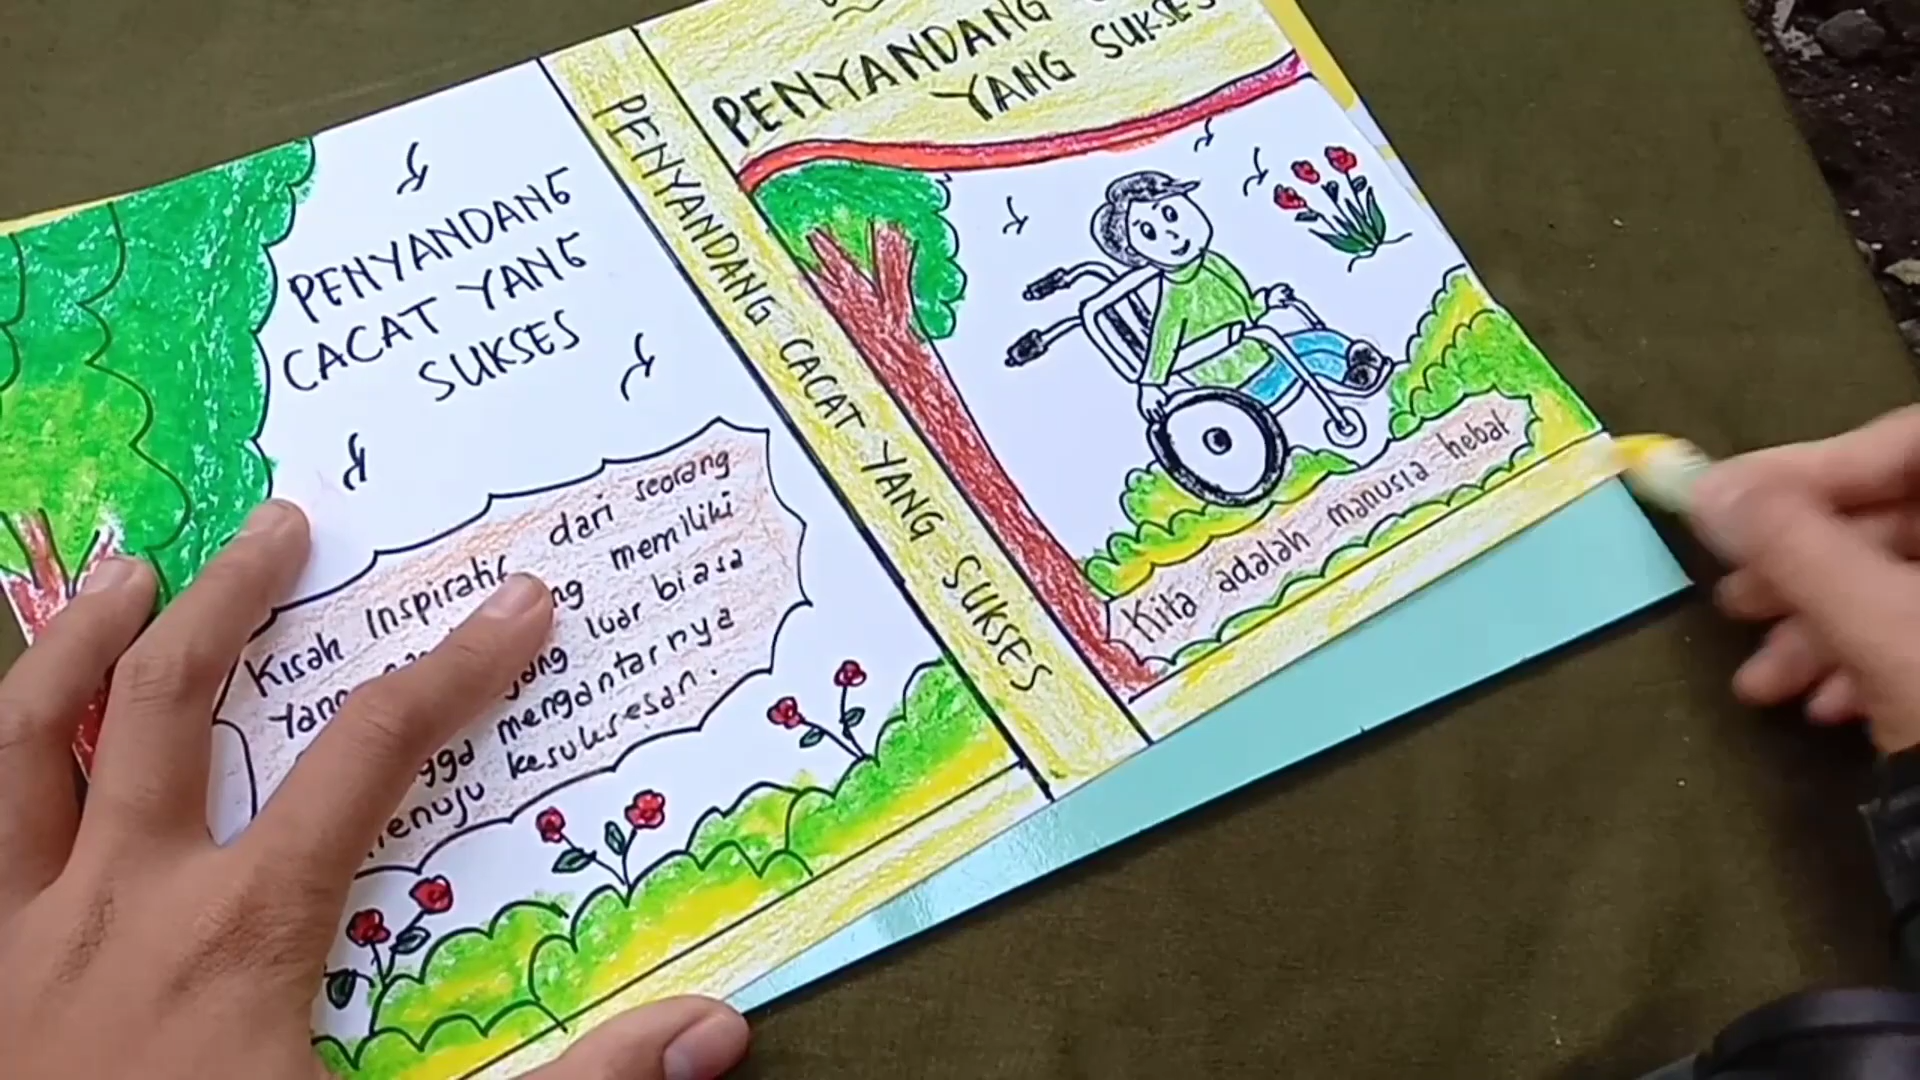 PENYANDANG
CACAT YANG
SUKSES
Kisah Inspiratif dari seorang
memiliki
luar biasa
mengantarnya
menuju kesuksesan.
PENYANDANG CACAT YANG SUKSES
PENYANDANG
YANG SUKSES
Kita adalah manusia hebat